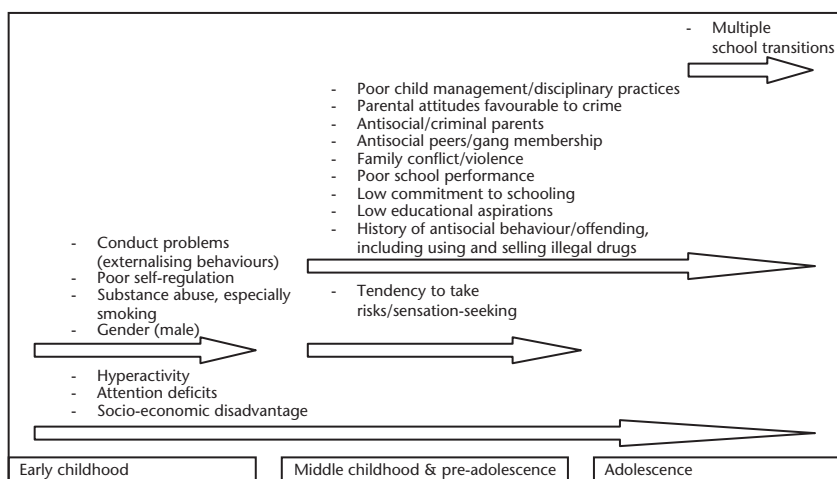 - Multiple
school transitions
- Poor child management/disciplinary practices
- Parental attitudes favourable to crime
- Antisocial/criminal parents
- Antisocial peers/gang membership
- Family conflict/violence
- Poor school performance
- Low commitment to schooling
- Low educational aspirations
- History of antisocial behaviour/offending,
including using and selling illegal drugs
- Conduct problems
(externalising behaviours)
- Poor self-regulation
- Substance abuse, especially
smoking
- Gender (male)
- Tendency to take
risks/sensation-seeking
- Hyperactivity
- Attention deficits
- Socio-economic disadvantage
Early childhood
Middle childhood & pre-adolescence
Adolescence